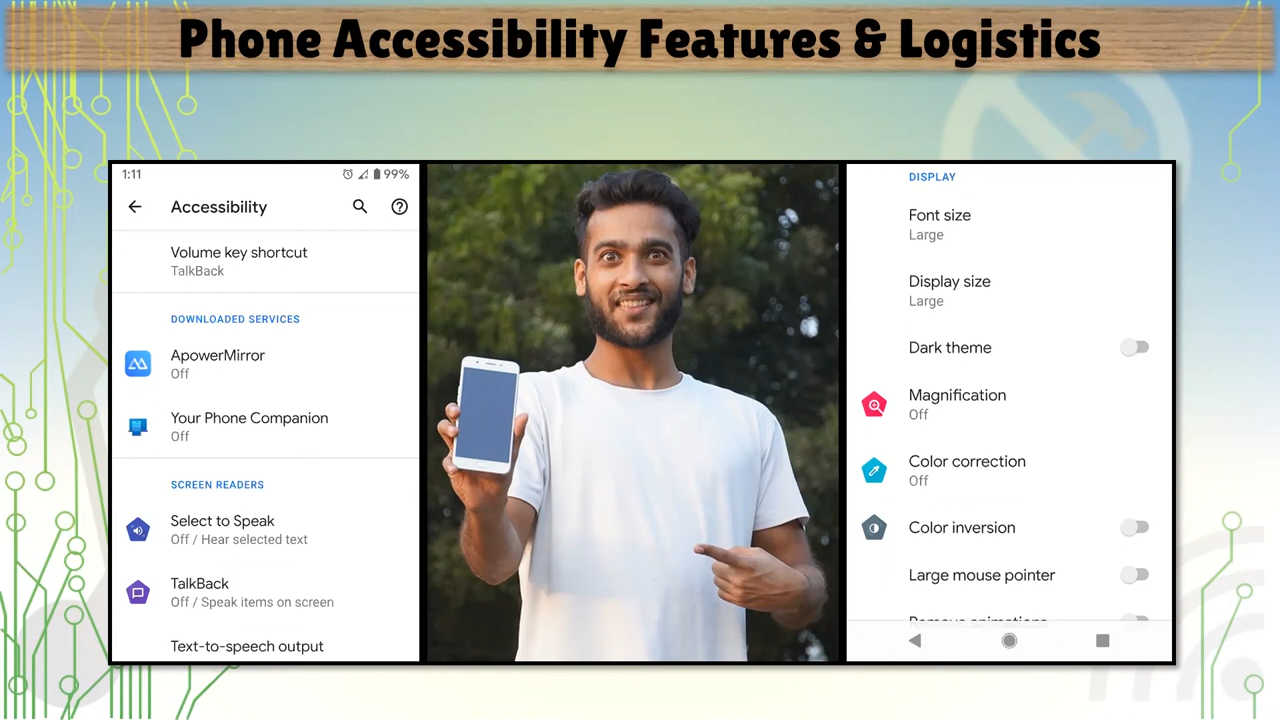 Phone Accessibility Features & Logistics
1:11
99%
Accessibility
Volume key shortcut
TalkBack
DOWNLOADED SERVICES
ApowerMirror
Off
Your Phone Companion
Off
SCREEN READERS
Select to Speak
Off / Hear selected text
TalkBack
Off / Speak items on screen
Text-to-speech output
DISPLAY
Font size
Large
Display size
Large
Dark theme
Magnification
Off
Color correction
Off
Color inversion
Large mouse pointer
Remove animations